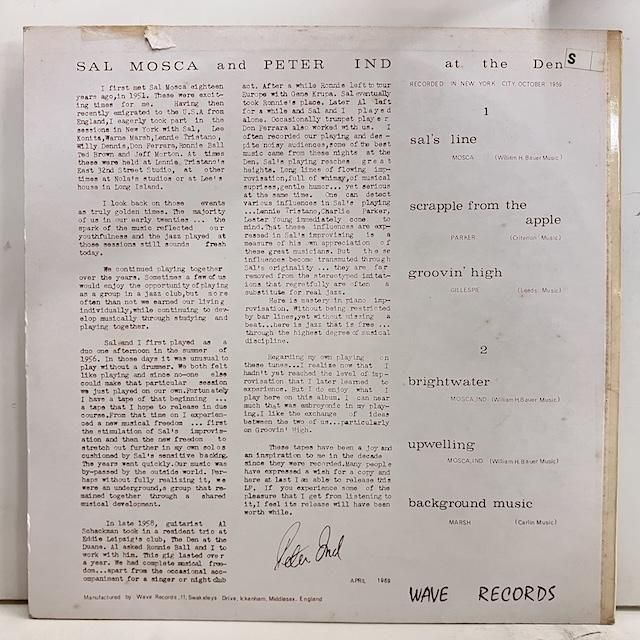 SAL MOSCA and PETER IND at the Den
S
I first met Sal Mosca eighteen
years ago,in 1951. These were excit-
ing times for me. Having then
recently emigrated to the U.S.A from
England,I eagerly took part in the
sessions in New York with Sal, Lee
Konitz,Warne Marsh,Lennie Tristano,
Willy Dennis,Don Ferrara,Ronnie Ball
Ted Brown and Jeff Morton. At times
these were held at Lennie Tristano's
East 32nd Street Studio, at other
times at Nola's studios or at Lee's
house in Long Island.
I look back on those events
as truly golden times. The majority
of us in our early twenties ... the
spark of the music reflected our
youthfulness and the jazz played at
those sessions still sounds fresh
today.
We continued playing together
over the years. Sometimes a few of us
would enjoy the opportunity of playing
as a group in a jazz club,but more
often than not we earned our living
individually,while continuing to dev-
elop musically through studying and
playing together.
Sal and I first played as a
duo one afternoon in the summer of
1956. In those days it was unusual to
play without a drummer. We both felt
like playing and since no-one else
could make that particular session
we just played on our own.Fortunately
I have a tape of that beginning ...
a tape that I hope to release in due
course.From that time on I experien-
ced a new musical freedom ... first
the stimulation of Sal's improvis-
ation and then the new freedom to
stretch out further in my own solos
cushioned by Sal's sensitive backing.
The years went quickly.Our music was
by-passed by the outside world. Per-
haps without fully realising it, we
were an underground,a group that re-
mained together through a shared
musical development.
In late 1958, guitarist Al
Schackman took in a resident trio at
Eddie Leipsig's club, The Den at the
Duane. Al asked Ronnie Ball and I to
work with him. This gig lasted over
a year. We had complete musical free-
dom...apart from the occasional acc-
ompaniment for a singer or night club
act. After a while Ronnie left to tour
Europe with Gene Krupa. Sal eventually
took Ronnie's place. Later Al left
for a while and Sal and I played
alone. Occasionally trumpet player
Don Ferrara also worked with us. I
often recorded our playing and des-
pite noisy audiences,some of the best
music came from these nights at the
Den. Sal's playing reaches great
heights. Long lines of flowing imp-
rovisation,full of whimsy,of musical
suprises,gentle humor... yet serious
at the same time. One can detect
various influences in Sal's playing
...Lennie Tristano,Charlie Parker,
Lester Young immediately come to
mind.That these influences are exp-
ressed in Sal's improvising is a
measure of his own appreciation of
these great musicians. But these
influences become transmuted through
Sal's originality ... they are far
removed from the stereotyped imitat-
ions that regretfully are often a
substitute for real jazz.
Here is mastery in piano imp-
rovisation. Without being restricted
by bar lines,yet without missing a
beat...here is jazz that is free ...
through the highest degree of musical
discipline.
Regarding my own playing on
these tunes...I realize now that I
hadn't yet reached the level of imp-
rovisation that I later learned to
experience. But I do enjoy what I
play here on this album. I can hear
much that was embryonic in my play-
ing.I like the exchange of ideas
between the two of us...particularly
on Groovin' High.
These tapes have been a joy and
an inspiration to me in the decade
since they were recorded.Many people
have expressed a wish for a copy and
here at last I am able to release this
LP. If you experience some of the
pleasure that I get from listening to
it,I feel its release will have been
worth while.
Peter Ind
APRIL 1969
RECORDED IN NEW YORK CITY OCTOBER 1959
1
sal's line
MOSCA (William H.Bauer Music)
scrapple from the
apple
PARKER (Criterion Music)
groovin' high
GILLESPIE (Leeds Music)
2
brightwater
MOSCA,IND (William H.Bauer Music)
upwelling
MOSCA,IND (William H.Bauer Music)
background music
MARSH (Carlin Music)
WAVE RECORDS
Manufactured by Wave Records,11, Swakeleys Drive, Ickenham, Middlesex. England